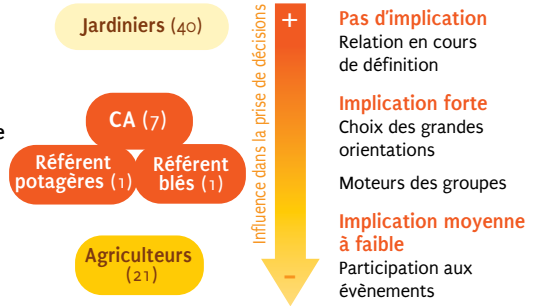 Jardiniers (40)
e
CA (7)
Référent
potagères (1)
Référent
blés (1)
Agriculteurs
(21)
Influence dans la prise de décisions
+
-
Pas d'implication
Relation en cours
de définition
Implication forte
Choix des grandes
orientations
Moteurs des groupes
Implication moyenne
à faible
Participation aux
évènements